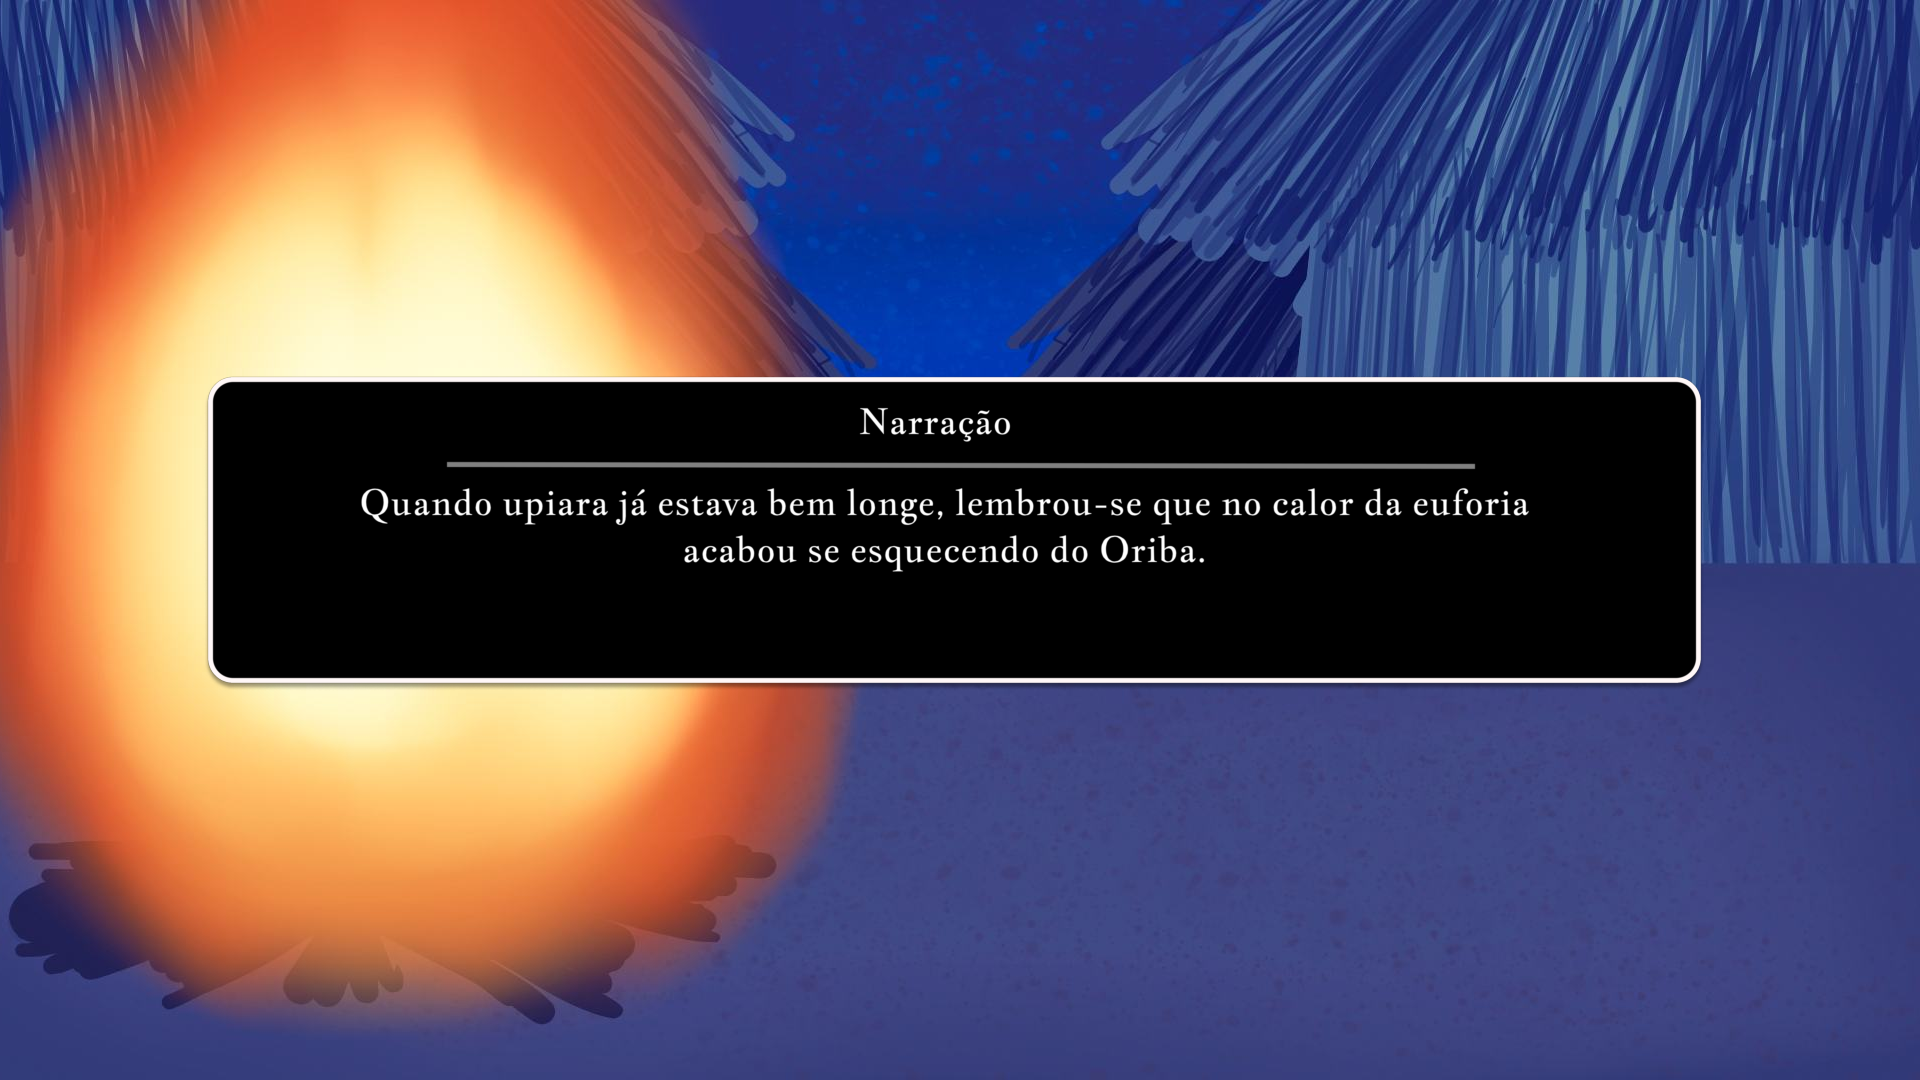 Narração
Quando upiara já estava bem longe, lembrou-se que no calor da euforia
acabou se esquecendo do Oriba.